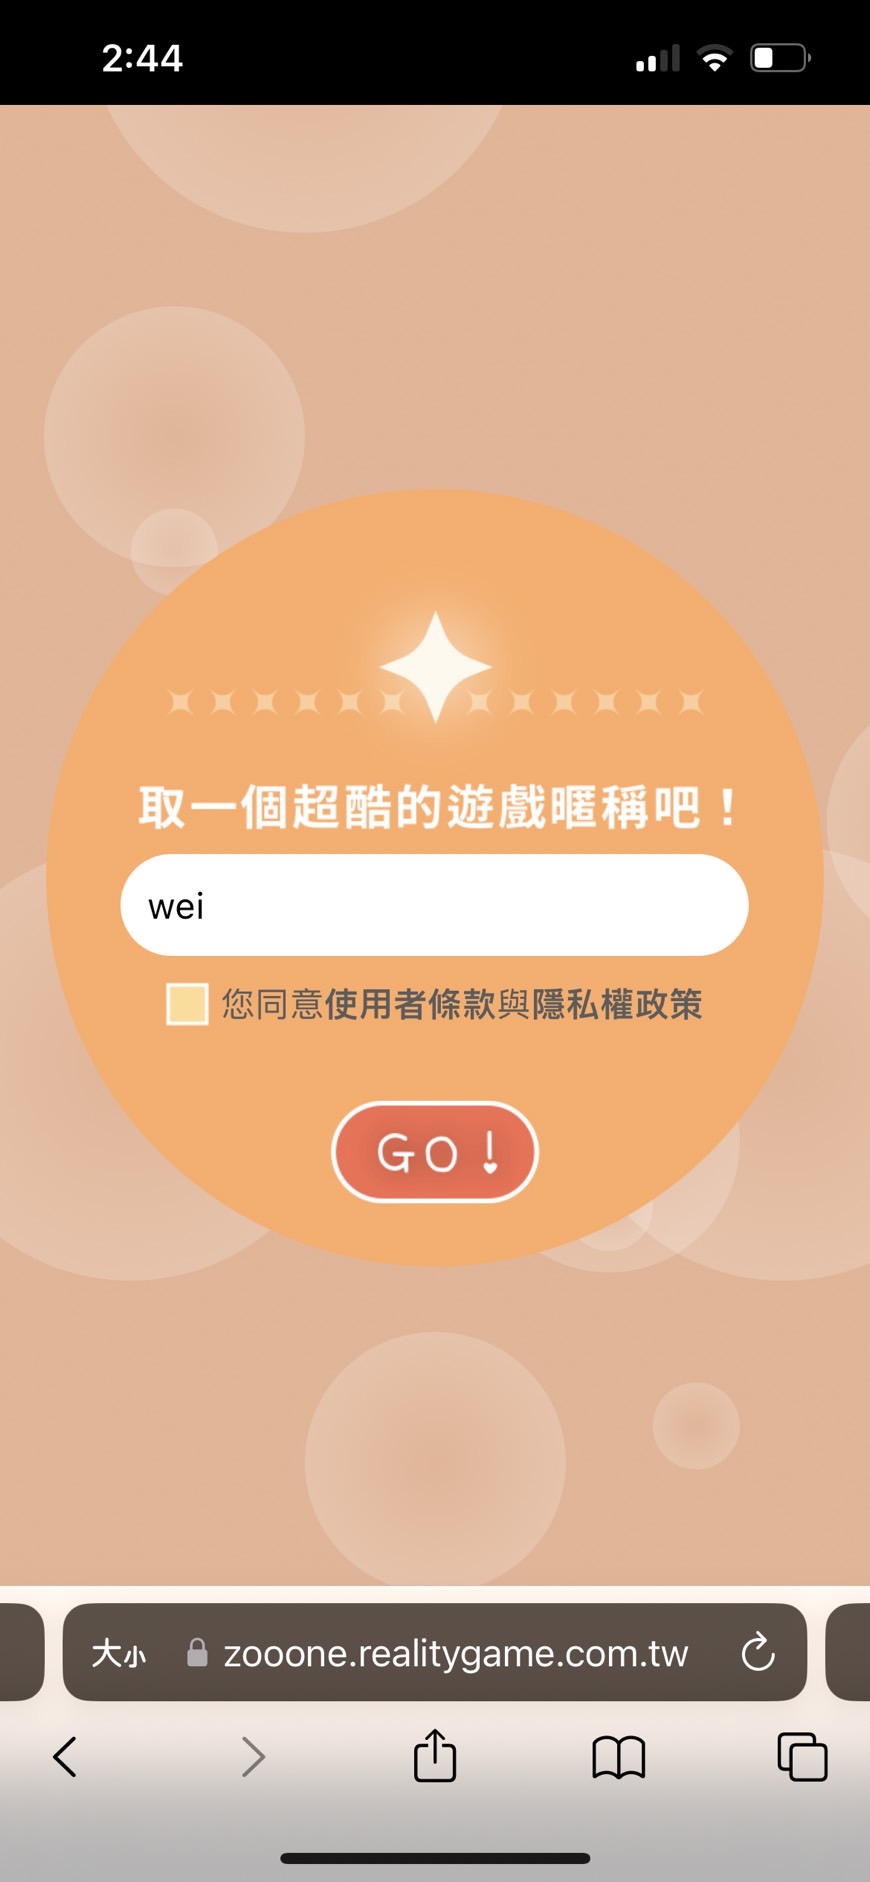 2:44
取一個超酷的遊戲暱稱吧！
wei
您同意使用者條款與隱私權政策
GO!
大小 zooone.realitygame.com.tw